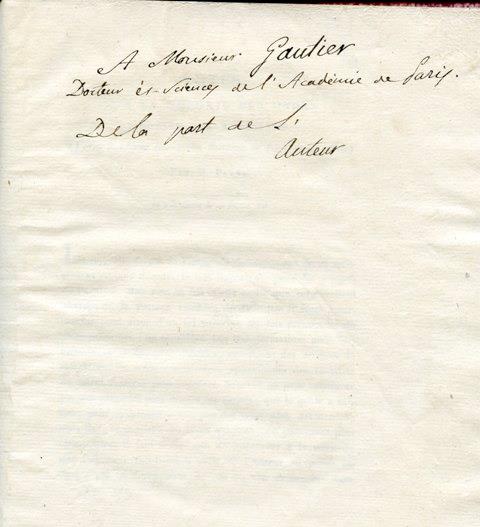 A Monsieur Gautier
Docteur ès-Sciences de l'Académie de Paris.
De la part de l'
Auteur